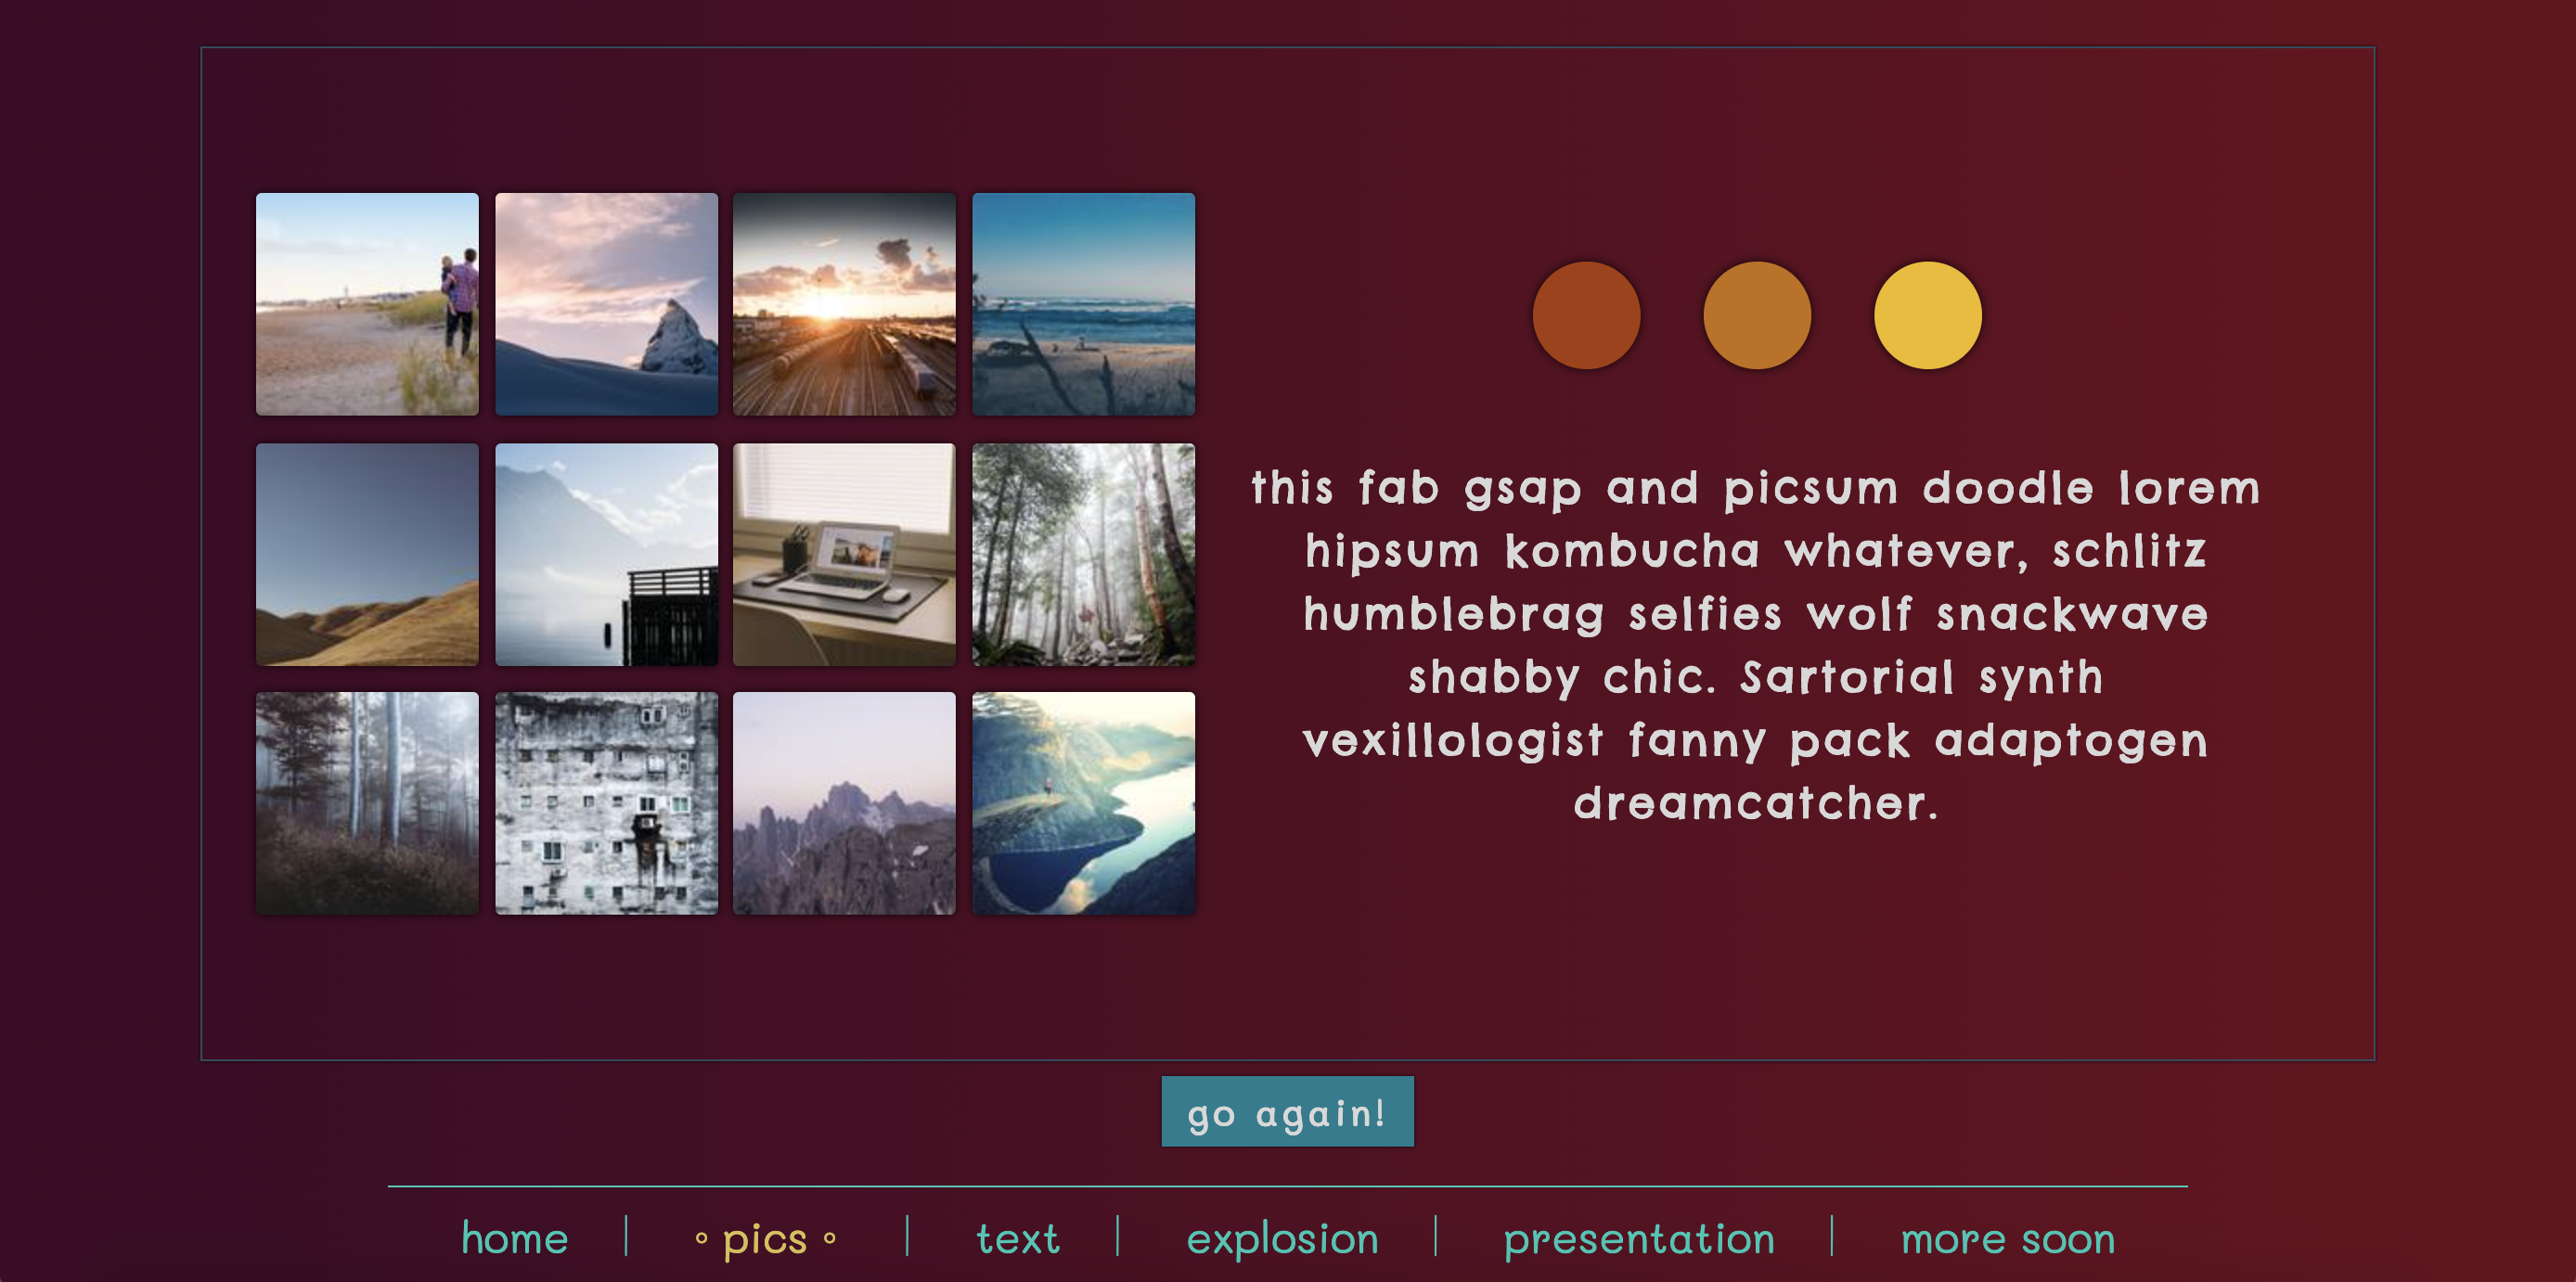 this fab gsap and picsum doodle lorem
hipsum kombucha whatever, schlitz
humblebrag selfies wolf snackwave
shabby chic. Sartorial synth
vexillologist fanny pack adaptogen
dreamcatcher.
go again!
home | ∘ pics ∘ | text | explosion | presentation | more soon